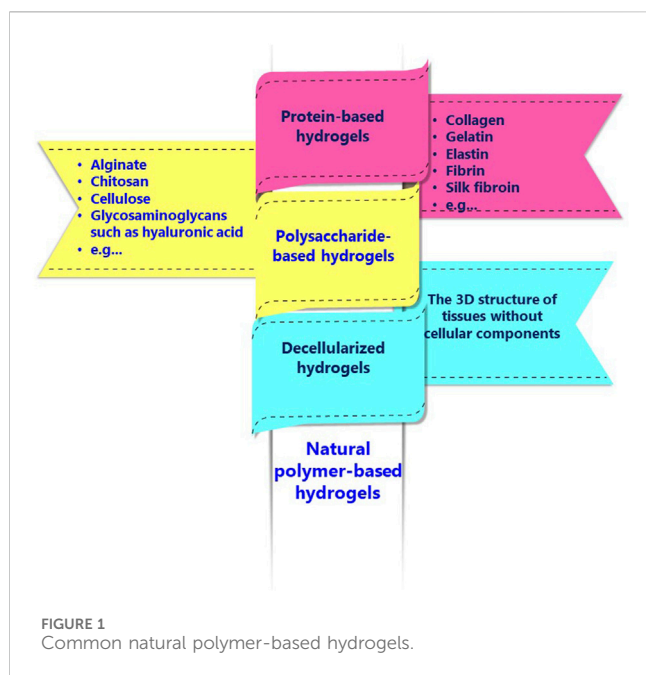 Protein-based
hydrogels
• Collagen
• Gelatin
• Elastin
• Fibrin
• Silk fibroin
• e.g...
• Alginate
• Chitosan
• Cellulose
• Glycosaminoglycans
such as hyaluronic acid
• e.g...
Polysaccharide-
based hydrogels
Decellularized
hydrogels
The 3D structure of
tissues without
cellular components
Natural
polymer-based
hydrogels
FIGURE 1
Common natural polymer-based hydrogels.